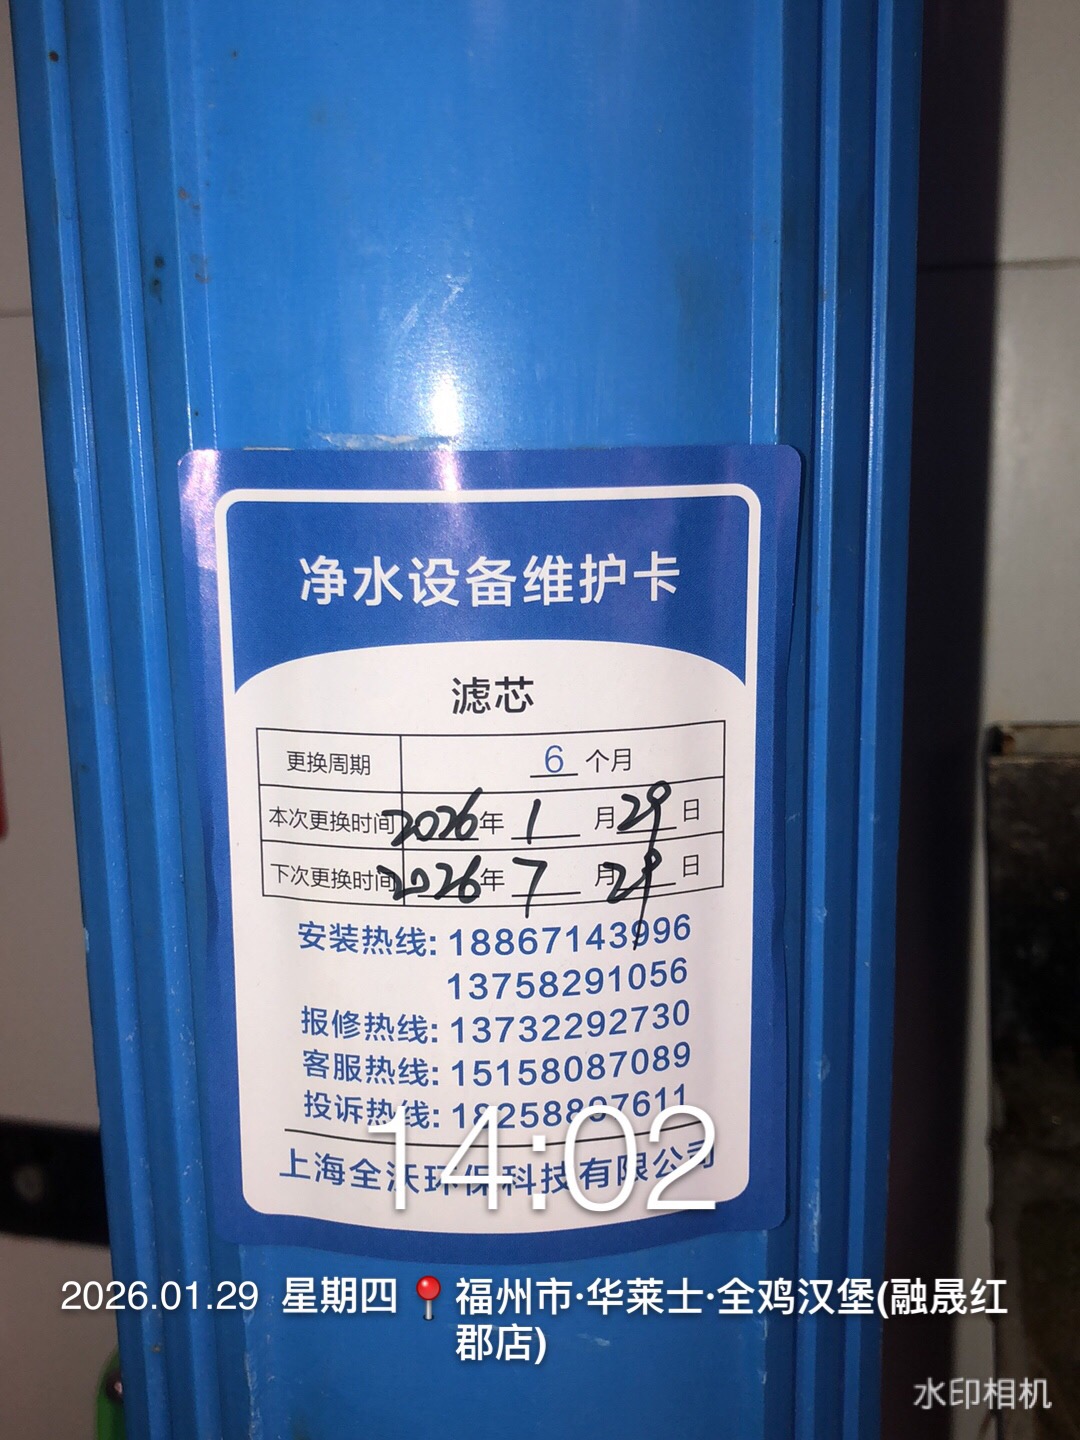 净水设备维护卡
滤芯
更换周期 6 个月
本次更换时间 2026 年 1 月 29 日
下次更换时间 2026 年 7 月 29 日
安装热线: 18867143996
13758291056
报修热线: 13732292730
客服热线: 15158087089
投诉热线: 18258897611
上海全沃环保科技有限公司
14:02
2026.01.29 星期四 📍福州市·华莱士·全鸡汉堡(融晟红
郡店)
水印相机